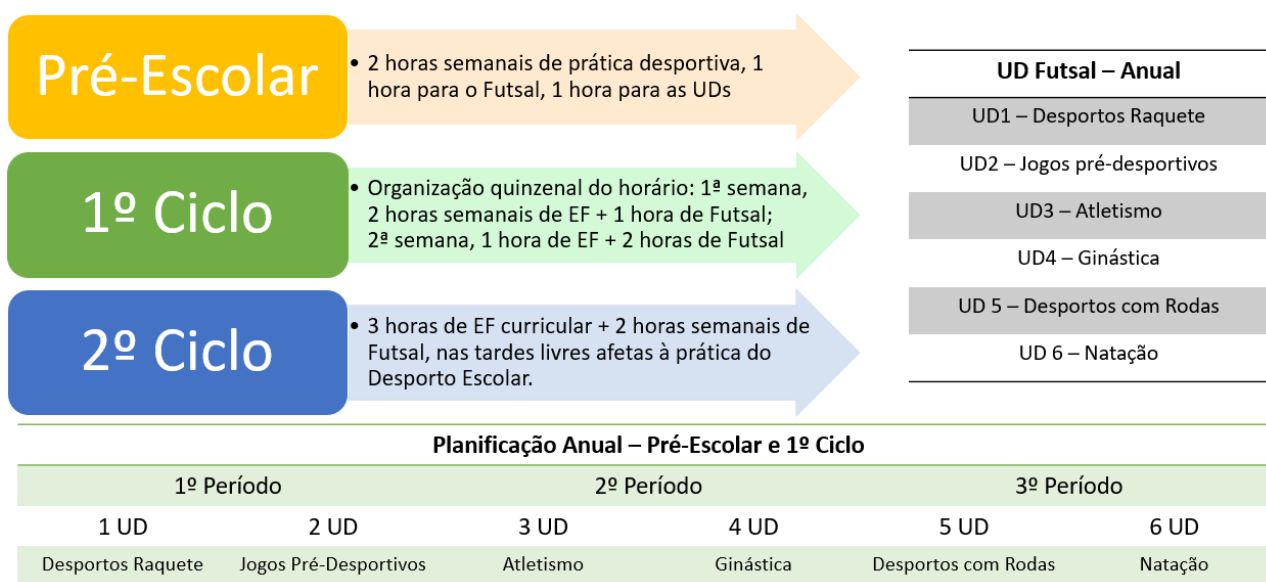 Pré-Escolar
• 2 horas semanais de prática desportiva, 1
hora para o Futsal, 1 hora para as UDs
1º Ciclo
• Organização quinzenal do horário: 1ª semana,
2 horas semanais de EF + 1 hora de Futsal;
2ª semana, 1 hora de EF + 2 horas de Futsal
2º Ciclo
• 3 horas de EF curricular + 2 horas semanais de
Futsal, nas tardes livres afetas à prática do
Desporto Escolar.
UD Futsal – Anual
UD1 – Desportos Raquete
UD2 – Jogos pré-desportivos
UD3 – Atletismo
UD4 – Ginástica
UD 5 – Desportos com Rodas
UD 6 – Natação
Planificação Anual – Pré-Escolar e 1º Ciclo
1º Período 2º Período 3º Período
1 UD 2 UD 3 UD 4 UD 5 UD 6 UD
Desportos Raquete Jogos Pré-Desportivos Atletismo Ginástica Desportos com Rodas Natação